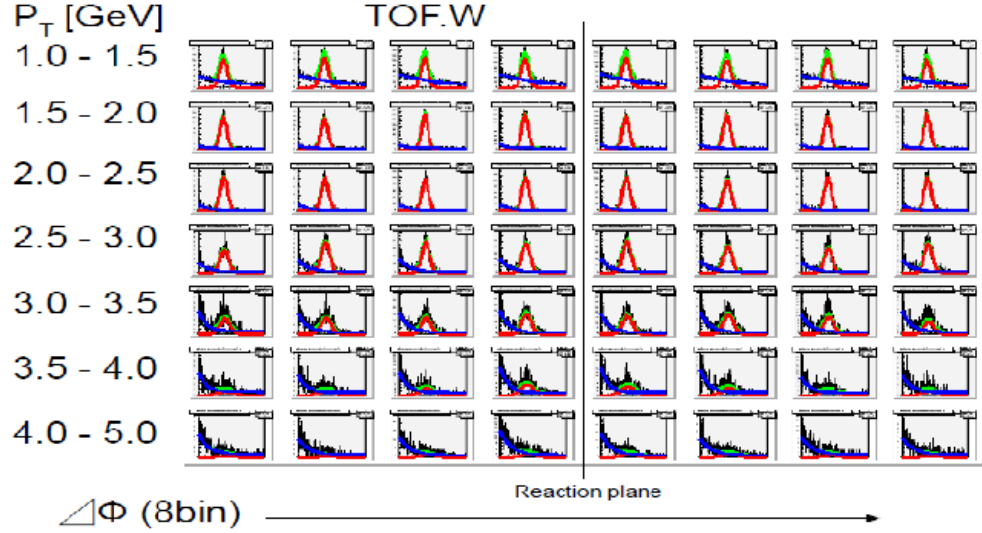 P_T [GeV] TOF.W
1.0 - 1.5
1.5 - 2.0
2.0 - 2.5
2.5 - 3.0
3.0 - 3.5
3.5 - 4.0
4.0 - 5.0
Reaction plane
⊿Φ (8bin)